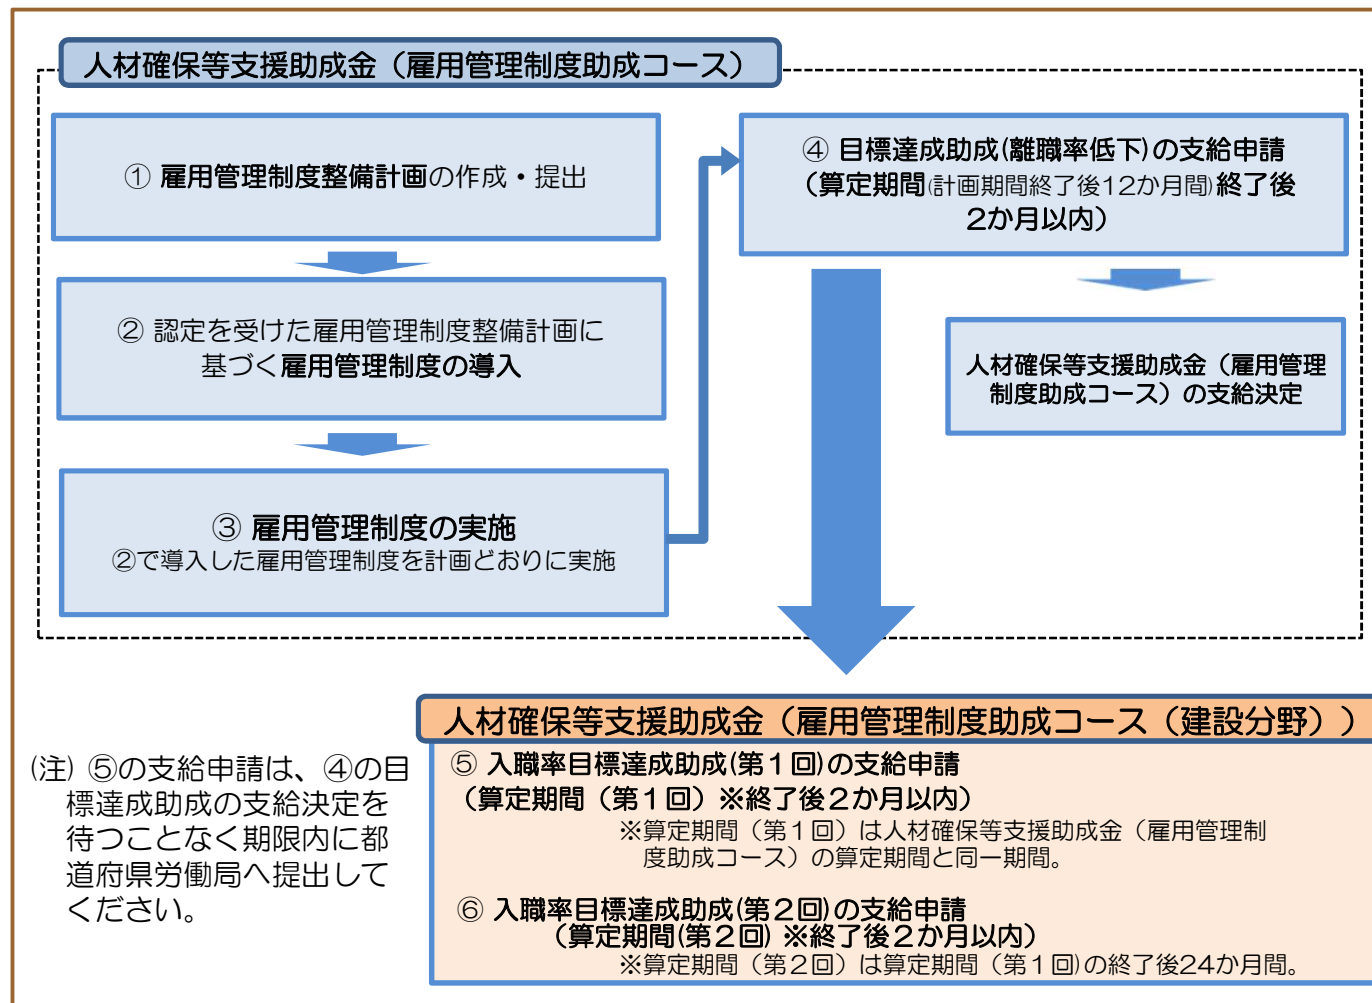 人材確保等支援助成金（雇用管理制度助成コース）
① 雇用管理制度整備計画の作成・提出
② 認定を受けた雇用管理制度整備計画に
基づく雇用管理制度の導入
③ 雇用管理制度の実施
②で導入した雇用管理制度を計画どおりに実施
④ 目標達成助成(離職率低下)の支給申請
（算定期間(計画期間終了後12か月間)終了後
2か月以内）
人材確保等支援助成金（雇用管理
制度助成コース）の支給決定
人材確保等支援助成金（雇用管理制度助成コース（建設分野））
⑤ 入職率目標達成助成(第１回)の支給申請
（算定期間（第１回）※終了後２か月以内）
※算定期間（第１回）は人材確保等支援助成金（雇用管理制
度助成コース）の算定期間と同一期間。
⑥ 入職率目標達成助成(第２回)の支給申請
（算定期間(第２回) ※終了後２か月以内）
※算定期間（第２回）は算定期間（第１回)の終了後24か月間。
(注) ⑤の支給申請は、④の目
標達成助成の支給決定を
待つことなく期限内に都
道府県労働局へ提出して
ください。